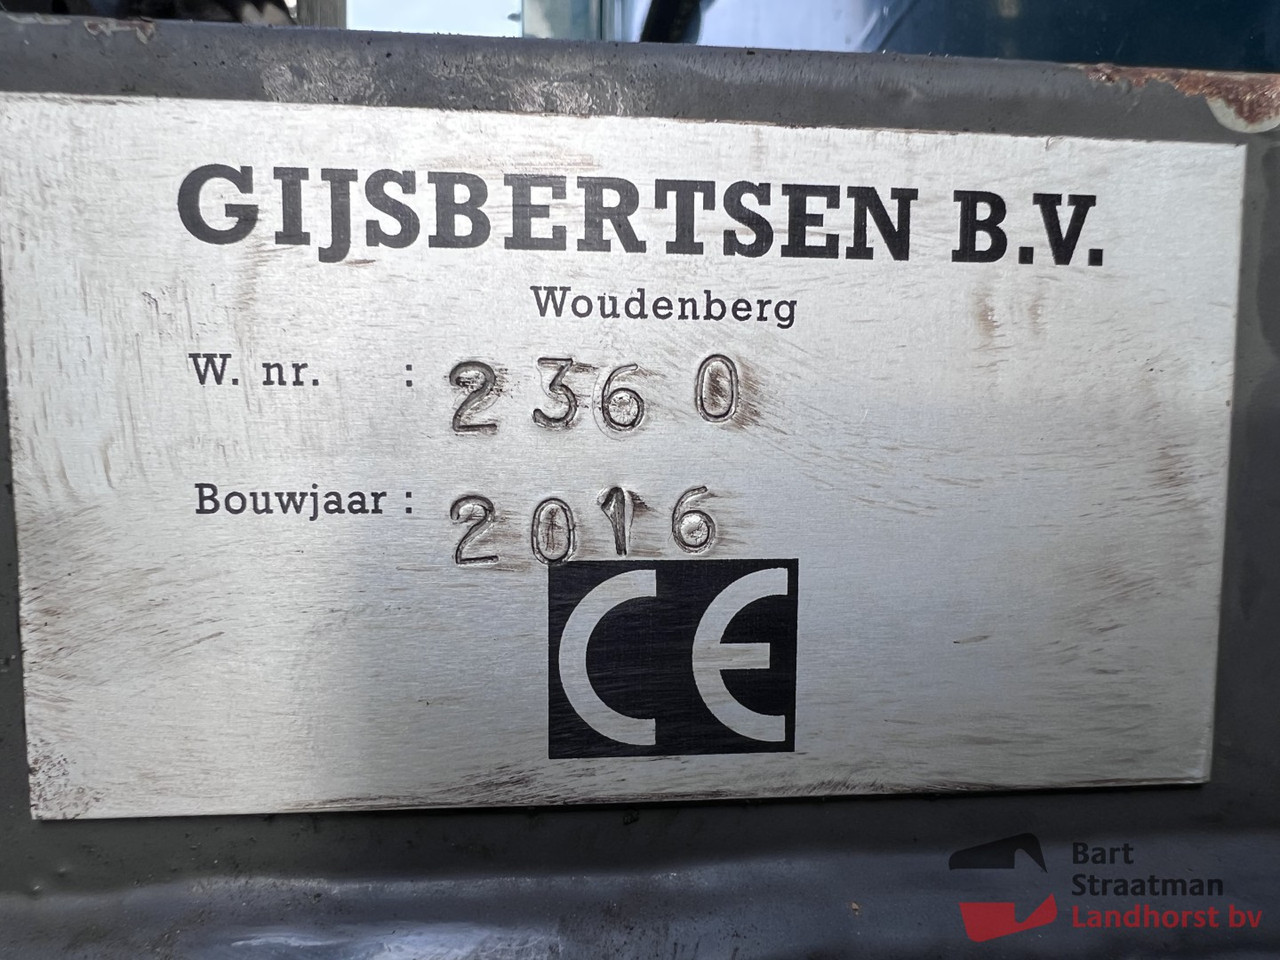 GIJSBERTSEN B.V.
Woudenberg
W. nr. : 2360
Bouwjaar : 2016
CE
Bart
Straatman
Landhorst bv